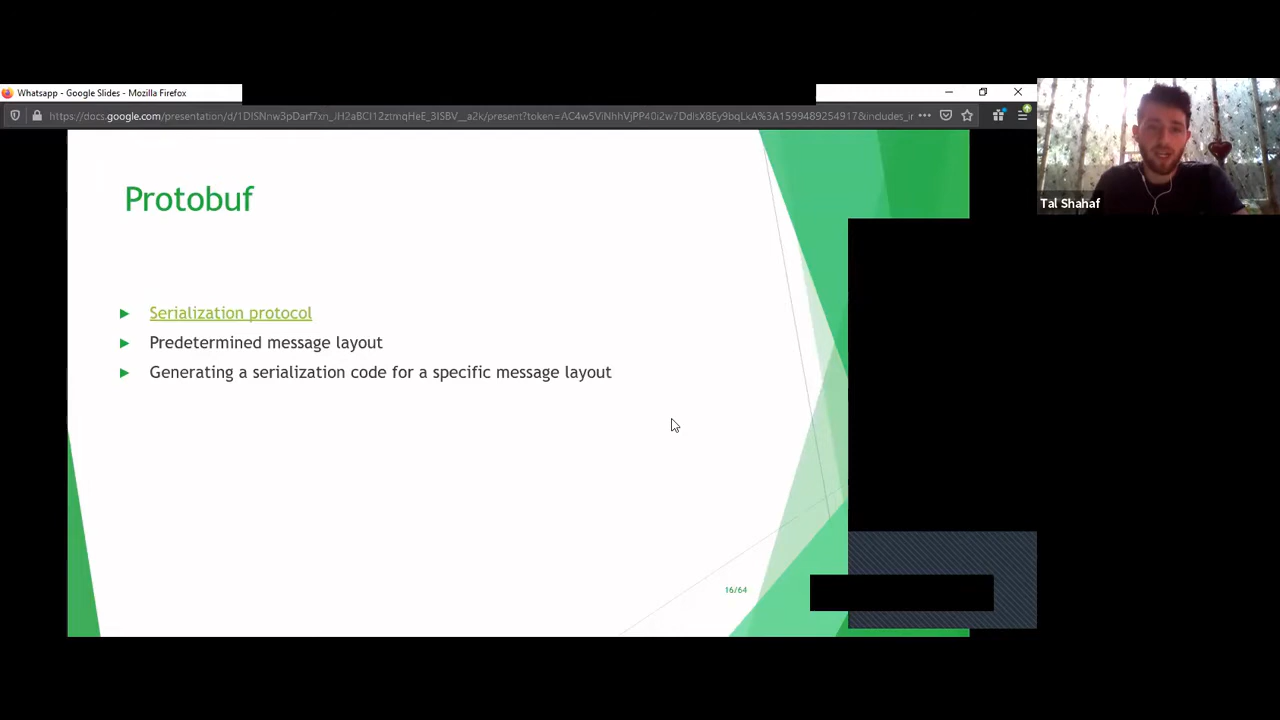 Whatsapp - Google Slides - Mozilla Firefox
Tal Shahaf
Protobuf
Serialization protocol
Predetermined message layout
Generating a serialization code for a specific message layout
16/64